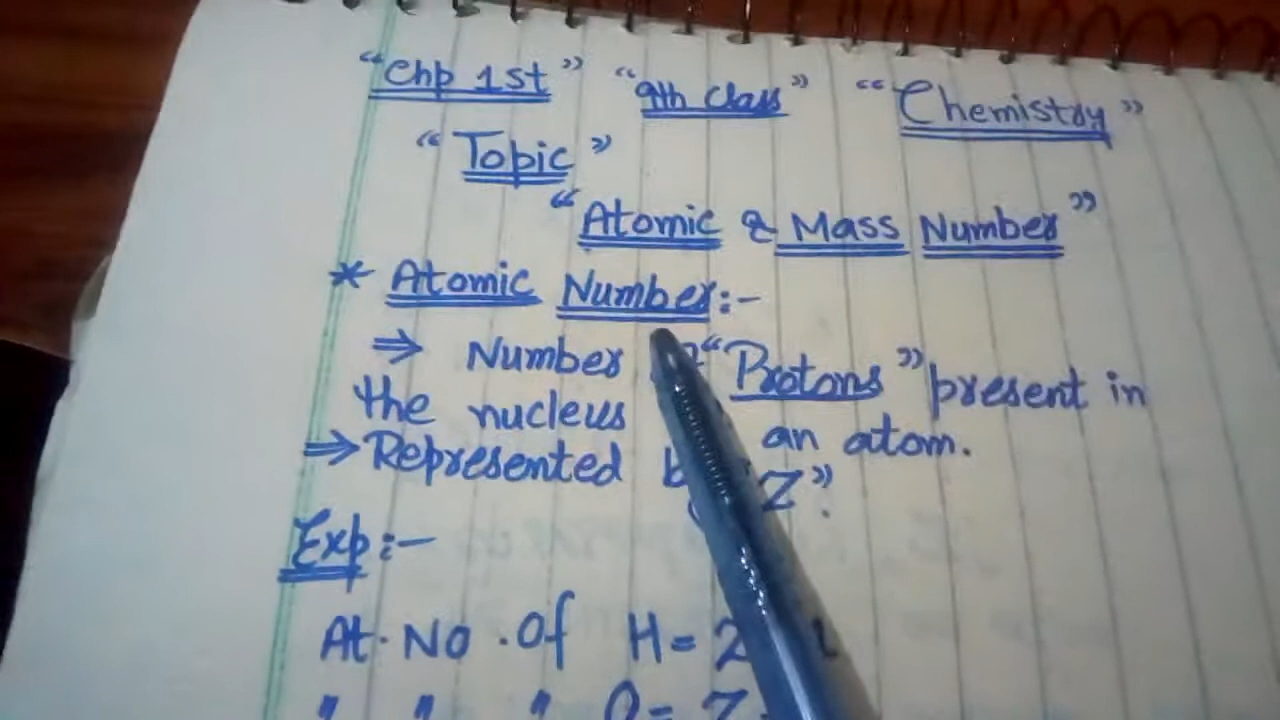 "Chp 1st" "9th Class" "Chemistry"
"Topic"
"Atomic & Mass Number"
* Atomic Number:-
⇒ Number "Protons" present in
the nucleus an atom.
⇒ Represented Z".
Exp:-
At. No. Of H = Z
" " " O = Z